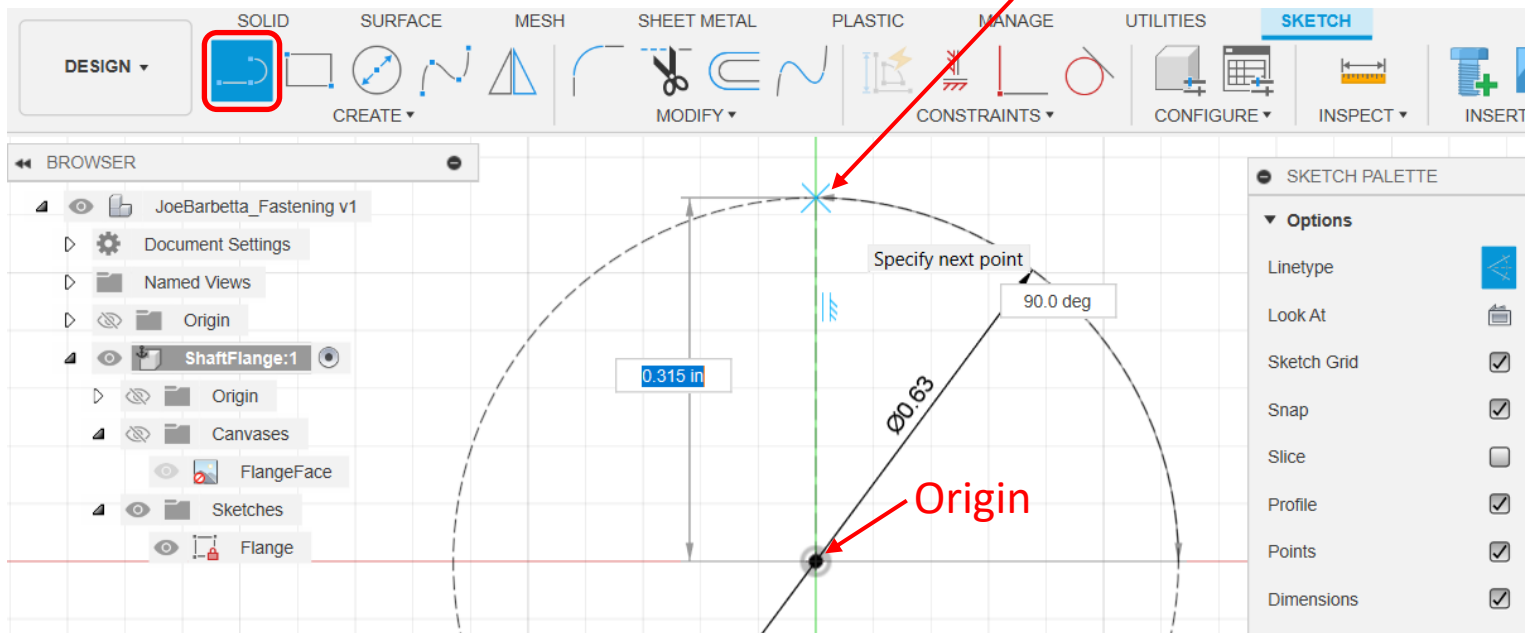 SOLID SURFACE MESH SHEET METAL PLASTIC MANAGE UTILITIES SKETCH
DESIGN ▾
CREATE ▾ MODIFY ▾ CONSTRAINTS ▾ CONFIGURE ▾ INSPECT ▾ INSERT
BROWSER
JoeBarbetta_Fastening v1
Document Settings
Named Views
Origin
ShaftFlange:1
Origin
Canvases
FlangeFace
Sketches
Flange
Specify next point
90.0 deg
0.315 in
Ø0.63
Origin
SKETCH PALETTE
▼ Options
Linetype
Look At
Sketch Grid
Snap
Slice
Profile
Points
Dimensions